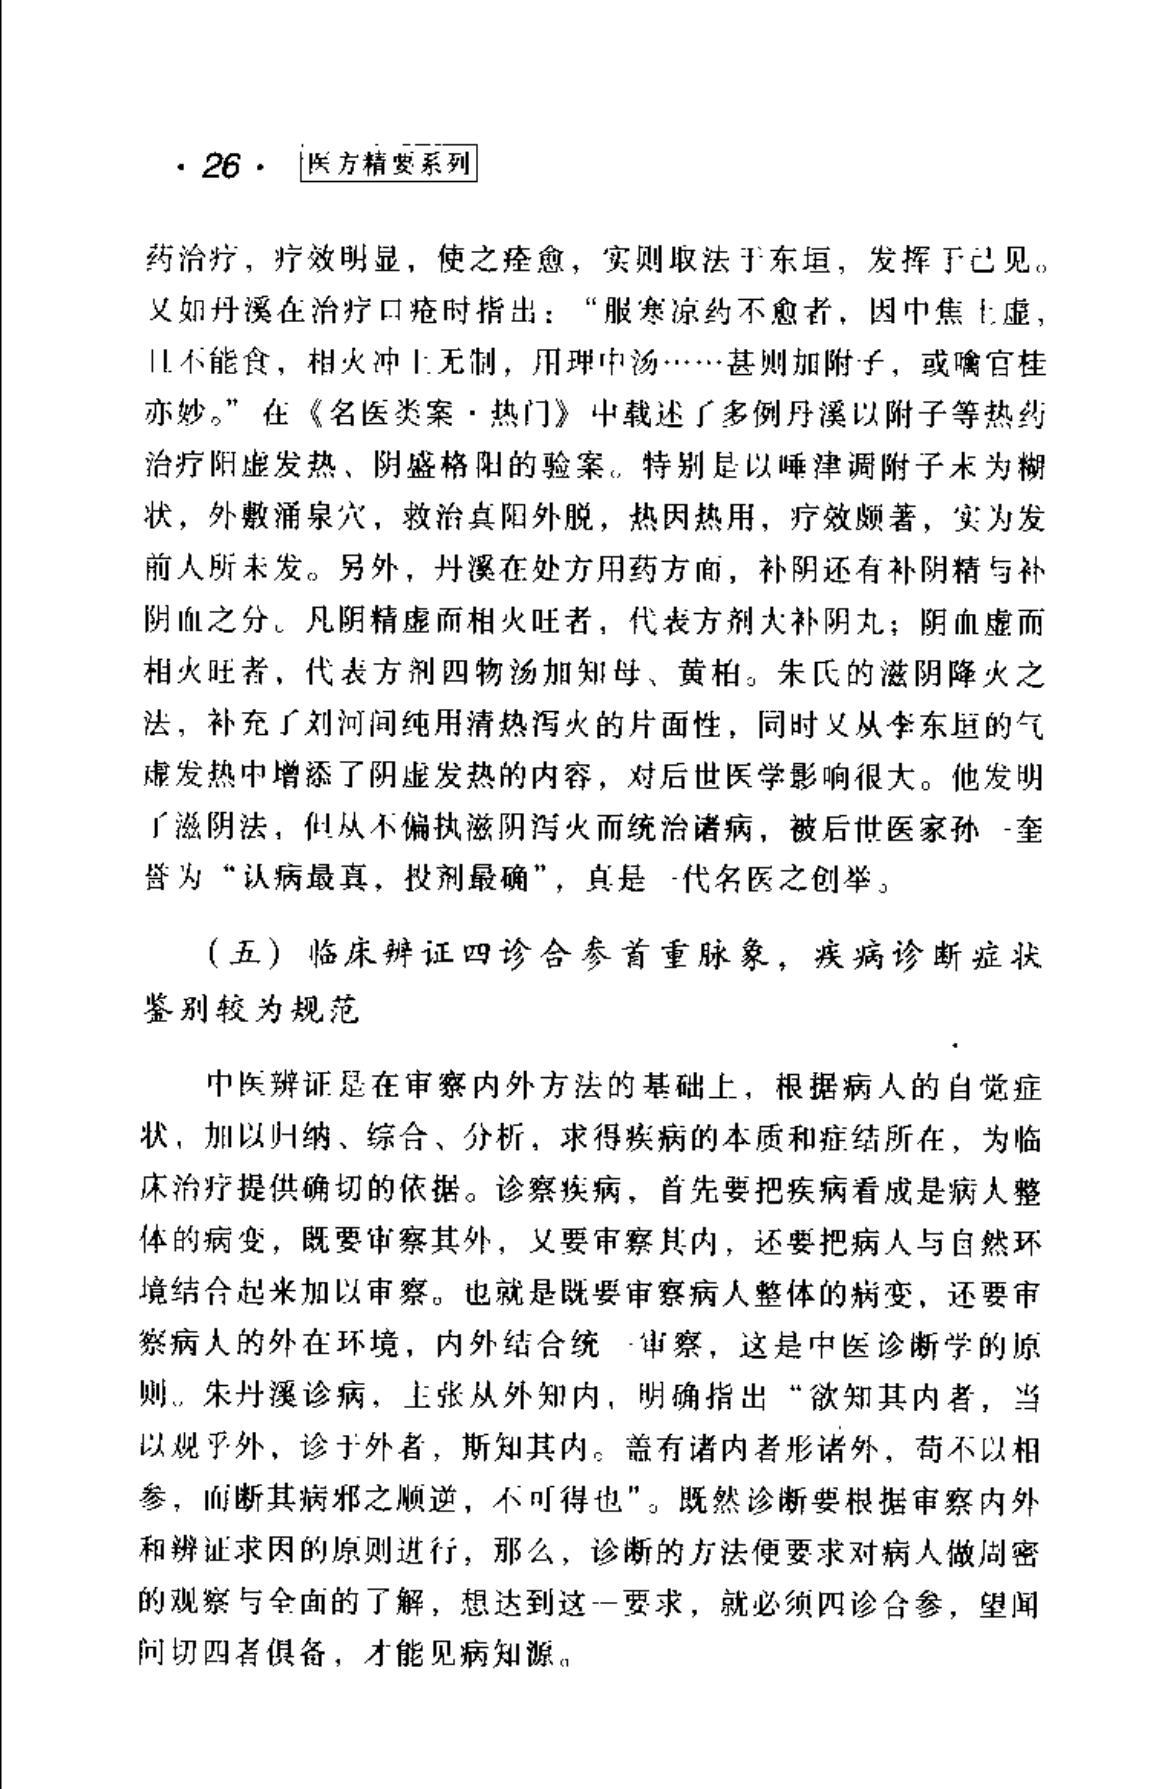 ·26· 医方精要系列
药治疗，疗效明显，使之痊愈，实则取法于东垣，发挥于己见。
又如丹溪在治疗口疮时指出：“服寒凉药不愈者，因中焦土虚，
且不能食，相火冲上无制，用理中汤……甚则加附子，或噙官桂
亦妙。”在《名医类案·热门》中载述了多例丹溪以附子等热药
治疗阳虚发热、阴盛格阳的验案。特别是以唾津调附子末为糊
状，外敷涌泉穴，救治真阳外脱，热因热用，疗效颇著，实为发
前人所未发。另外，丹溪在处方用药方面，补阴还有补阴精与补
阴血之分。凡阴精虚而相火旺者，代表方剂大补阴丸；阴血虚而
相火旺者，代表方剂四物汤加知母、黄柏。朱氏的滋阴降火之
法，补充了刘河间纯用清热泻火的片面性，同时又从李东垣的气
虚发热中增添了阴虚发热的内容，对后世医学影响很大。他发明
了滋阴法，但从不偏执滋阴泻火而统治诸病，被后世医家孙一奎
誉为“认病最真，投剂最确”，真是一代名医之创举。
（五）临床辨证四诊合参首重脉象，疾病诊断症状
鉴别较为规范
中医辨证是在审察内外方法的基础上，根据病人的自觉症
状，加以归纳、综合、分析，求得疾病的本质和症结所在，为临
床治疗提供确切的依据。诊察疾病，首先要把疾病看成是病人整
体的病变，既要审察其外，又要审察其内，还要把病人与自然环
境结合起来加以审察。也就是既要审察病人整体的病变，还要审
察病人的外在环境，内外结合统一审察，这是中医诊断学的原
则。朱丹溪诊病，主张从外知内，明确指出“欲知其内者，当
以观乎外，诊于外者，斯知其内。盖有诸内者形诸外，苟不以相
参，而断其病邪之顺逆，不可得也”。既然诊断要根据审察内外
和辨证求因的原则进行，那么，诊断的方法便要求对病人做周密
的观察与全面的了解，想达到这一要求，就必须四诊合参，望闻
问切四者俱备，才能见病知源。